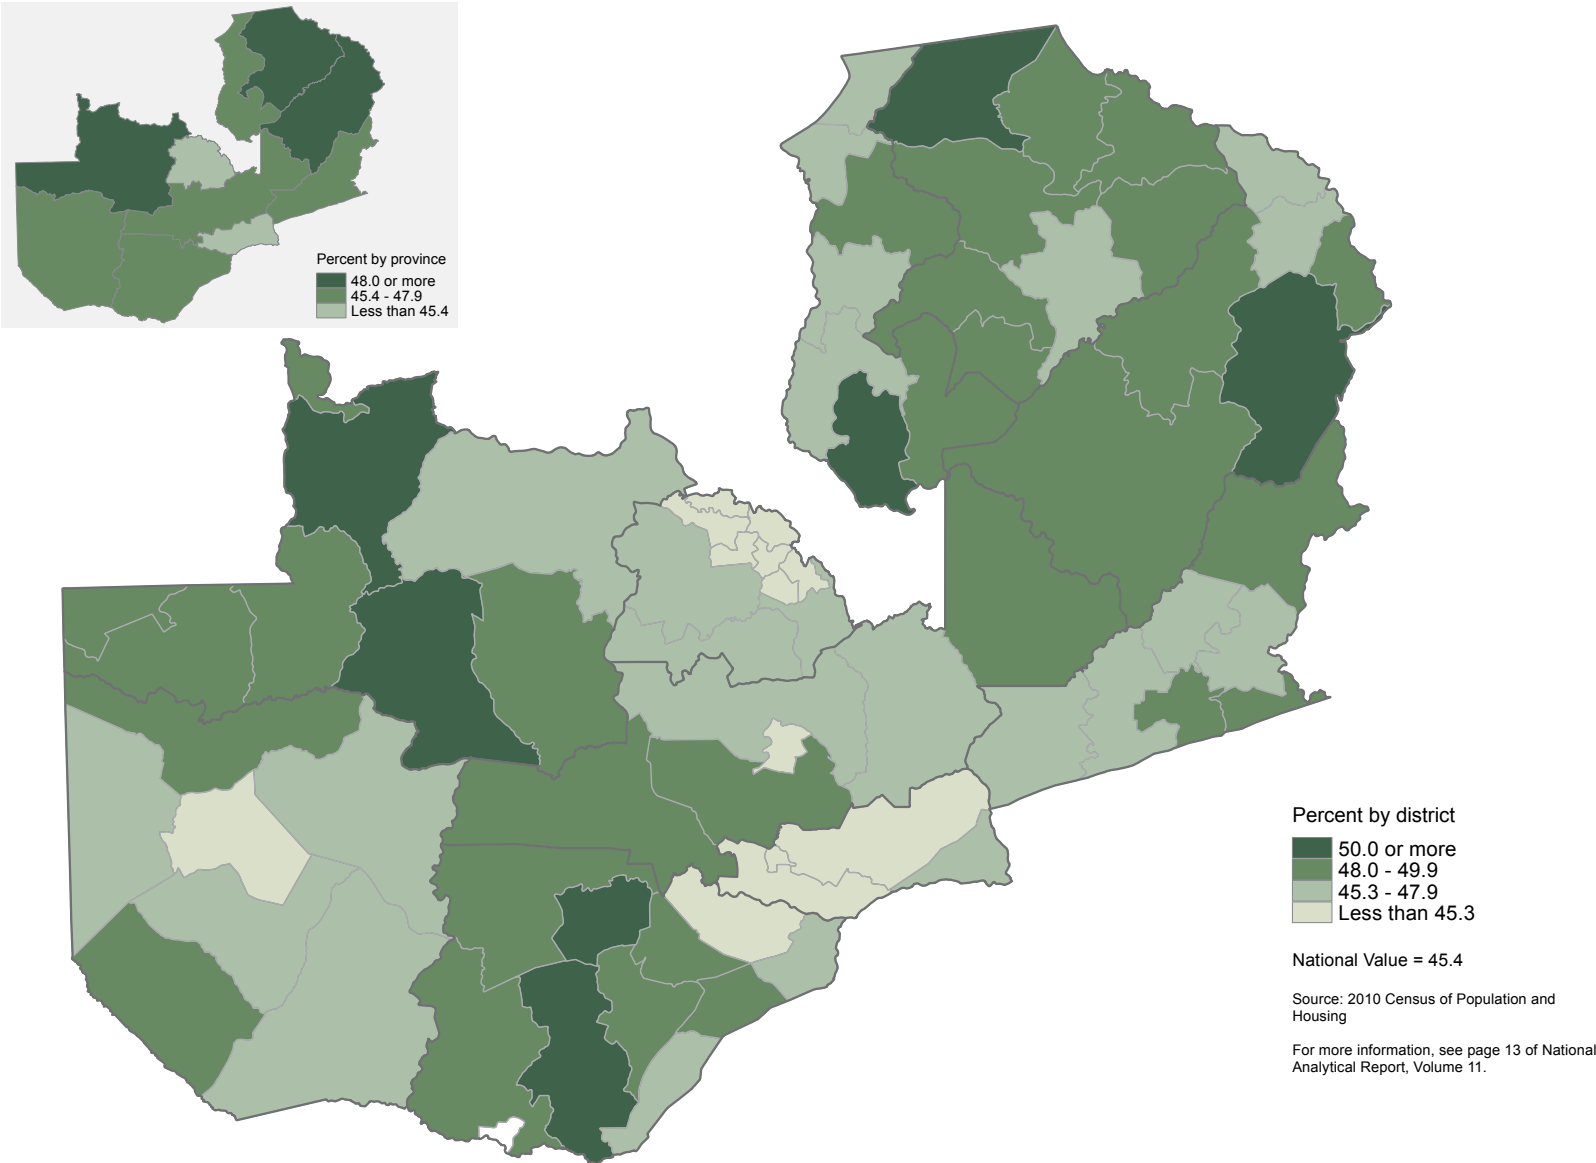 Percent by province
48.0 or more
45.4 - 47.9
Less than 45.4
Percent by district
50.0 or more
48.0 - 49.9
45.3 - 47.9
Less than 45.3
National Value = 45.4
Source: 2010 Census of Population and
Housing
For more information, see page 13 of National
Analytical Report, Volume 11.